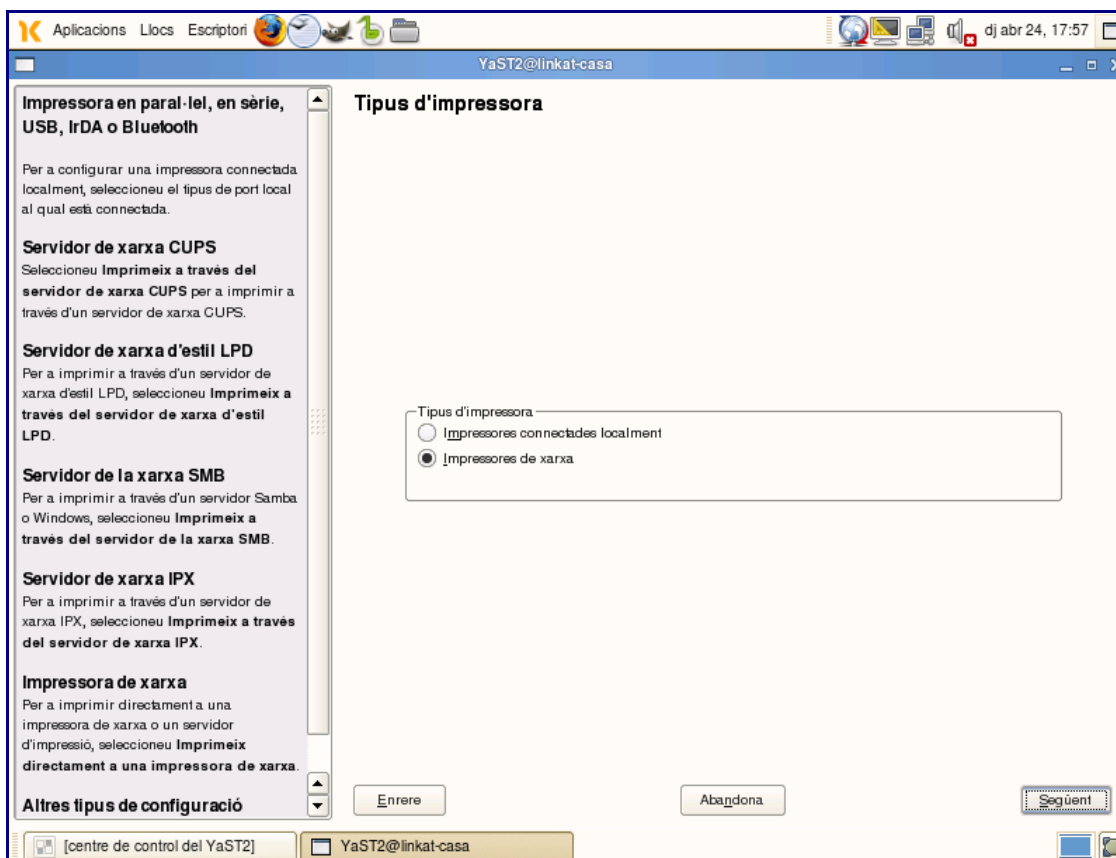 Aplicacions Llocs Escriptori
dj abr 24, 17:57
YaST2@linkat-casa
Impressora en paral·lel, en sèrie,
USB, IrDA o Bluetooth
Per a configurar una impressora connectada
localment, seleccioneu el tipus de port local
al qual està connectada.
Servidor de xarxa CUPS
Seleccioneu Imprimeix a través del
servidor de xarxa CUPS per a imprimir a
través d'un servidor de xarxa CUPS.
Servidor de xarxa d'estil LPD
Per a imprimir a través d'un servidor de
xarxa d'estil LPD, seleccioneu Imprimeix a
través del servidor de xarxa d'estil
LPD.
Servidor de la xarxa SMB
Per a imprimir a través d'un servidor Samba
o Windows, seleccioneu Imprimeix a
través del servidor de la xarxa SMB.
Servidor de xarxa IPX
Per a imprimir a través d'un servidor de
xarxa IPX, seleccioneu Imprimeix a través
del servidor de xarxa IPX.
Impressora de xarxa
Per a imprimir directament a una
impressora de xarxa o un servidor
d'impressió, seleccioneu Imprimeix
directament a una impressora de xarxa.
Altres tipus de configuració
Tipus d'impressora
Tipus d'impressora
Impressores connectades localment
Impressores de xarxa
Enrere
Abandona
Següent
[centre de control del YaST2]
YaST2@linkat-casa